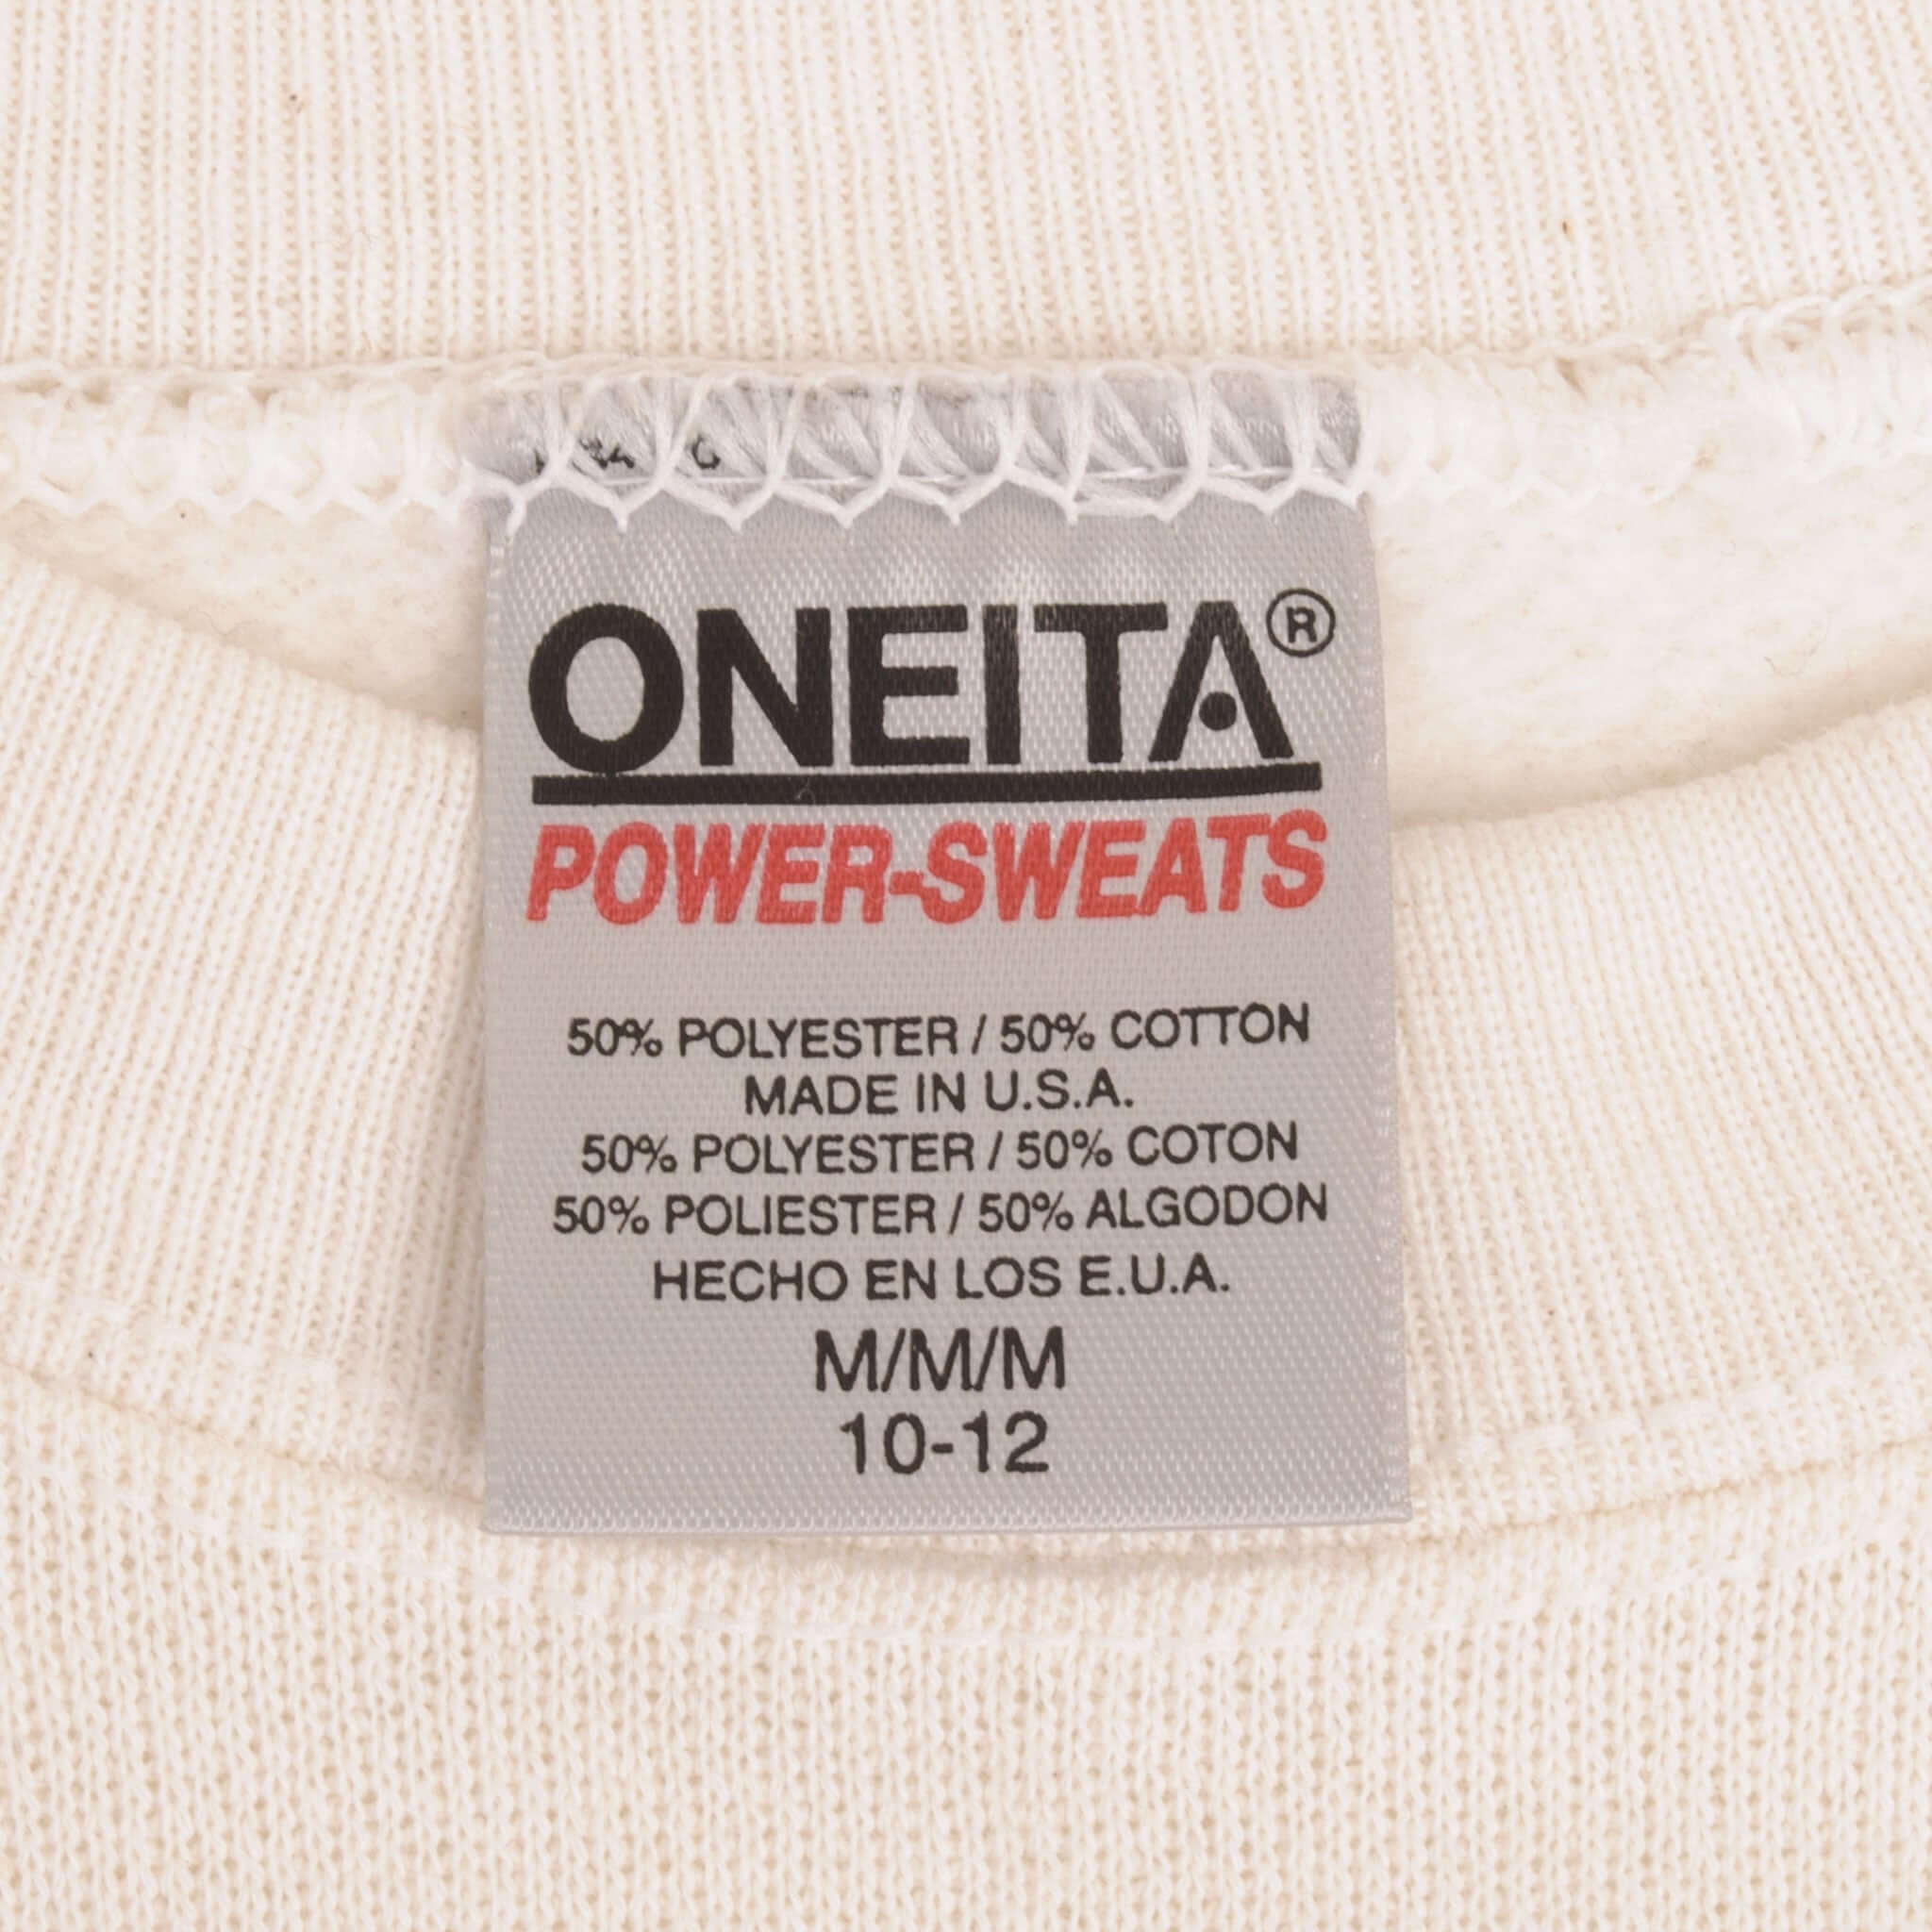 ONEITA®
POWER-SWEATS
50% POLYESTER / 50% COTTON
MADE IN U.S.A.
50% POLYESTER / 50% COTON
50% POLIESTER / 50% ALGODON
HECHO EN LOS E.U.A.
M/M/M
10-12